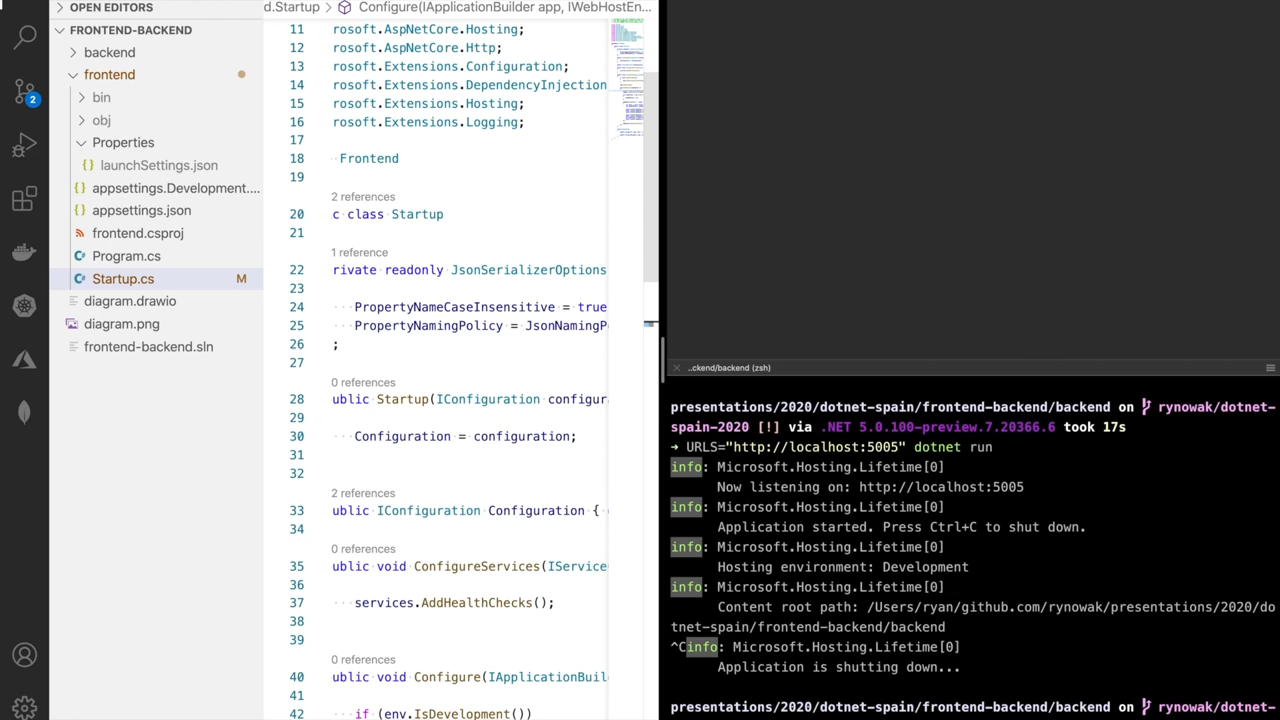 OPEN EDITORS
FRONTEND-BACKEND
launchSettings.json
{} appsettings.Development....
{} appsettings.json
frontend.csproj
Program.cs
Startup.cs M
diagram.drawio
diagram.png
frontend-backend.sln
d.Startup > Configure(IApplicationBuilder app, IWebHostEn...
11 rosoft.AspNetCore.Hosting;
12 rosoft.AspNetCore.Http;
13 rosoft.Extensions.Configuration;
14 rosoft.Extensions.DependencyInjection
15 rosoft.Extensions.Hosting;
16 rosoft.Extensions.Logging;
17
18 Frontend
19
2 references
20 c class Startup
21
1 reference
22 rivate readonly JsonSerializerOptions
23
24 PropertyNameCaseInsensitive = true
25 PropertyNamingPolicy = JsonNamingP
26 ;
27
0 references
28 ublic Startup(IConfiguration configura
29
30 Configuration = configuration;
31
32
2 references
33 ublic IConfiguration Configuration {
34
0 references
35 ublic void ConfigureServices(IService
36
37 services.AddHealthChecks();
38
39
0 references
40 ublic void Configure(IApplicationBuil
41
42 if (env.IsDevelopment())
..ckend/backend (zsh)
presentations/2020/dotnet-spain/frontend-backend/backend on rynowak/dotnet-
spain-2020 [!] via .NET 5.0.100-preview.7.20366.6 took 17s
➜ URLS="http://localhost:5005" dotnet run
info: Microsoft.Hosting.Lifetime[0]
Now listening on: http://localhost:5005
info: Microsoft.Hosting.Lifetime[0]
Application started. Press Ctrl+C to shut down.
info: Microsoft.Hosting.Lifetime[0]
Hosting environment: Development
info: Microsoft.Hosting.Lifetime[0]
Content root path: /Users/ryan/github.com/rynowak/presentations/2020/do
tnet-spain/frontend-backend/backend
^Cinfo: Microsoft.Hosting.Lifetime[0]
Application is shutting down...
presentations/2020/dotnet-spain/frontend-backend/backend on rynowak/dotnet-